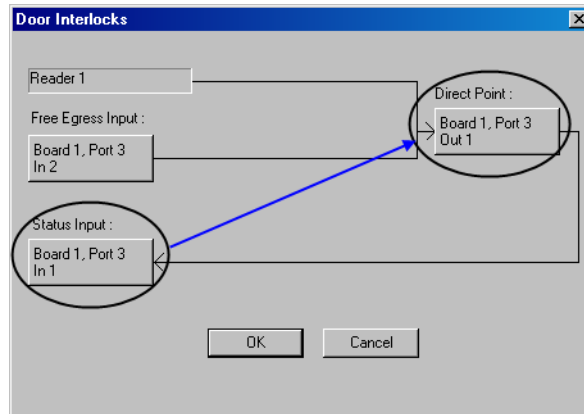 Door Interlocks
Reader 1
Free Egress Input :
Board 1, Port 3
In 2
Direct Point :
Board 1, Port 3
Out 1
Status Input :
Board 1, Port 3
In 1
OK
Cancel